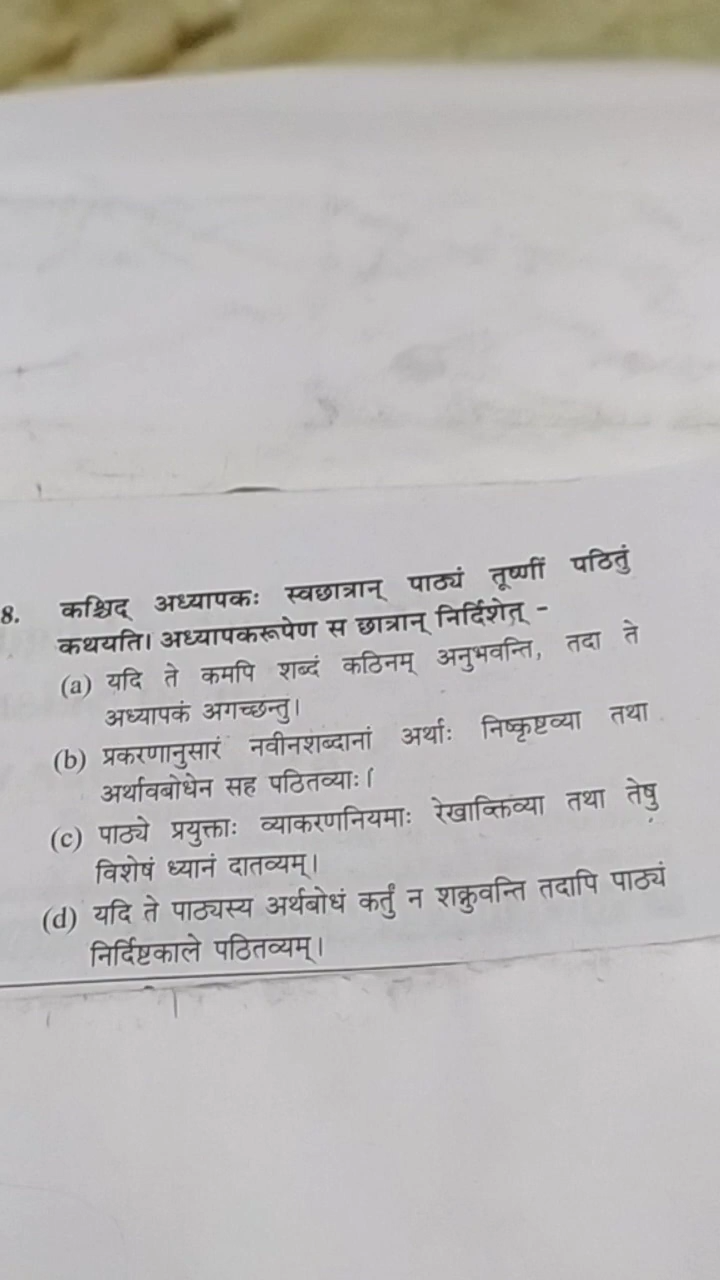 8. कश्चिद् अध्यापकः स्वछात्रान् पाठ्यं तूष्णीं पठितुं
कथयति। अध्यापकरूपेण स छात्रान् निर्दिशेत् -
(a) यदि ते कमपि शब्दं कठिनम् अनुभवन्ति, तदा ते
अध्यापकं अगच्छन्तु।
(b) प्रकरणानुसारं नवीनशब्दानां अर्थाः निष्कृष्टव्या तथा
अर्थावबोधेन सह पठितव्याः।
(c) पाठ्ये प्रयुक्ताः व्याकरणनियमाः रेखाक्तिव्या तथा तेषु
विशेषं ध्यानं दातव्यम्।
(d) यदि ते पाठ्यस्य अर्थबोधं कर्तुं न शक्नुवन्ति तदापि पाठ्यं
निर्दिष्टकाले पठितव्यम्।